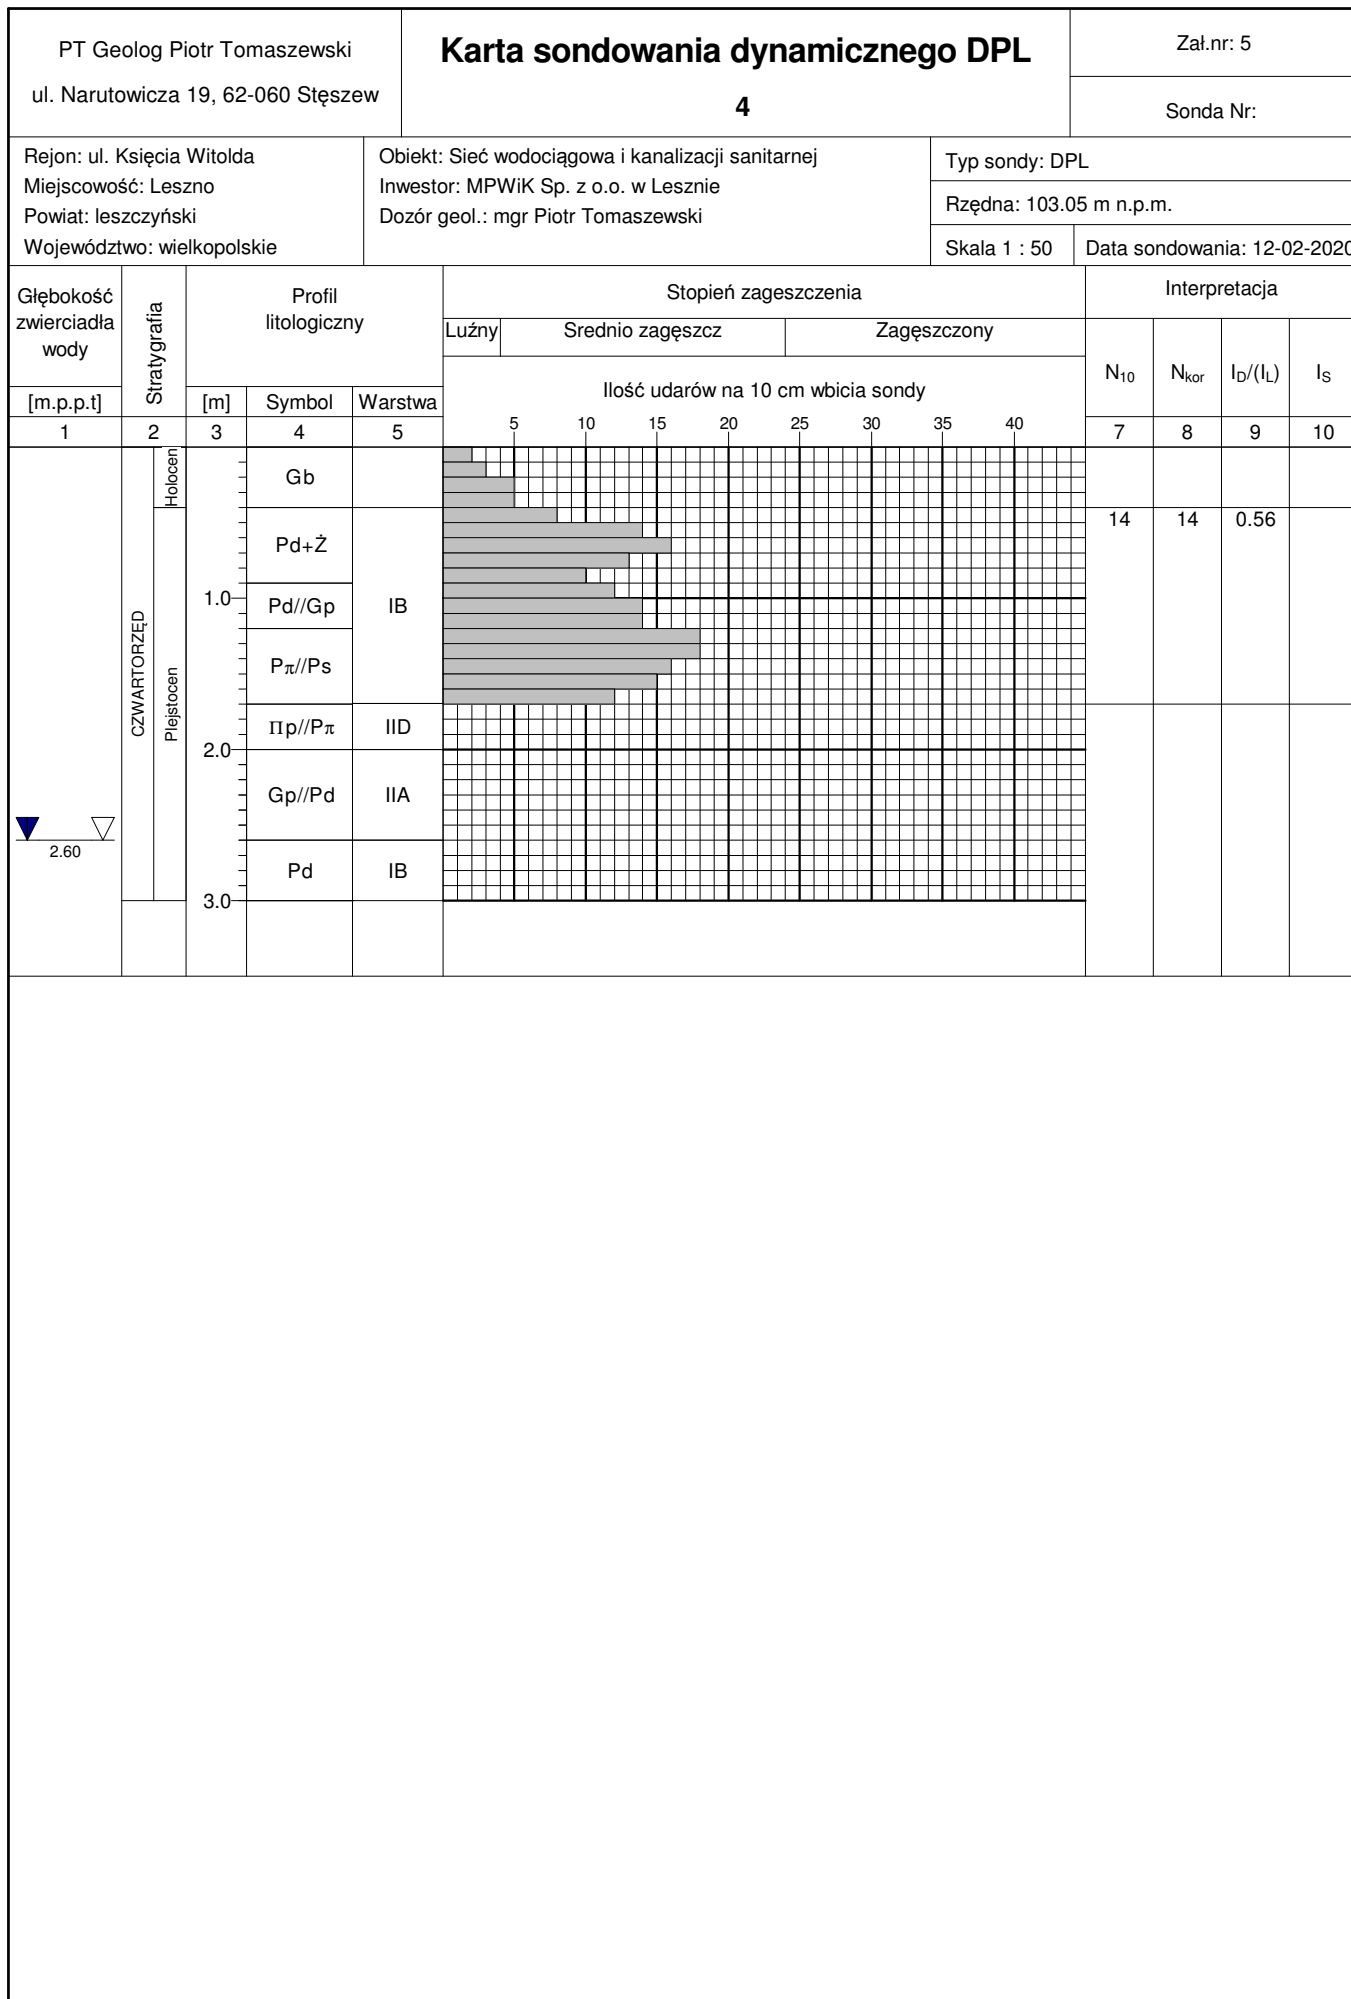 PT Geolog Piotr Tomaszewski
ul. Narutowicza 19, 62-060 Stęszew
Karta sondowania dynamicznego DPL
4
Zał.nr: 5
Sonda Nr:
Rejon: ul. Księcia Witolda
Miejscowość: Leszno
Powiat: leszczyński
Województwo: wielkopolskie
Obiekt: Sieć wodociągowa i kanalizacji sanitarnej
Inwestor: MPWiK Sp. z o.o. w Lesznie
Dozór geol.: mgr Piotr Tomaszewski
Typ sondy: DPL
Rzędna: 103.05 m n.p.m.
Skala 1 : 50
Data sondowania: 12-02-2020
Głębokość
zwierciadła
wody
[m.p.p.t]
Stratygrafia
Profil
litologiczny
[m]
Symbol
Warstwa
Stopień zageszczenia
Luźny
Srednio zagęszcz
Zagęszczony
Ilość udarów na 10 cm wbicia sondy
5 10 15 20 25 30 35 40
Interpretacja
N10
Nkor
ID/(IL)
IS
1 2 3 4 5 7 8 9 10
Holocen
Gb
14 14 0.56
Pd+Ż
1.0
Pd//Gp
IB
CZWARTORZĘD
Plejstocen
Pπ//Ps
Πp//Pπ
IID
2.0
Gp//Pd
IIA
2.60
Pd
IB
3.0